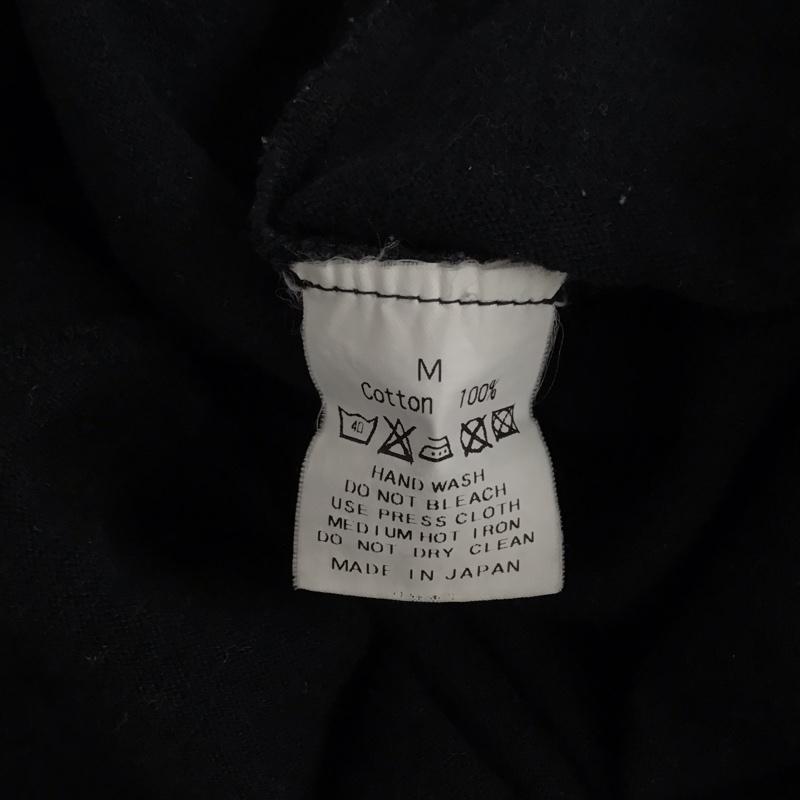 M
Cotton 100%
40
HAND WASH
DO NOT BLEACH
USE PRESS CLOTH
MEDIUM HOT IRON
DO NOT DRY CLEAN
MADE IN JAPAN